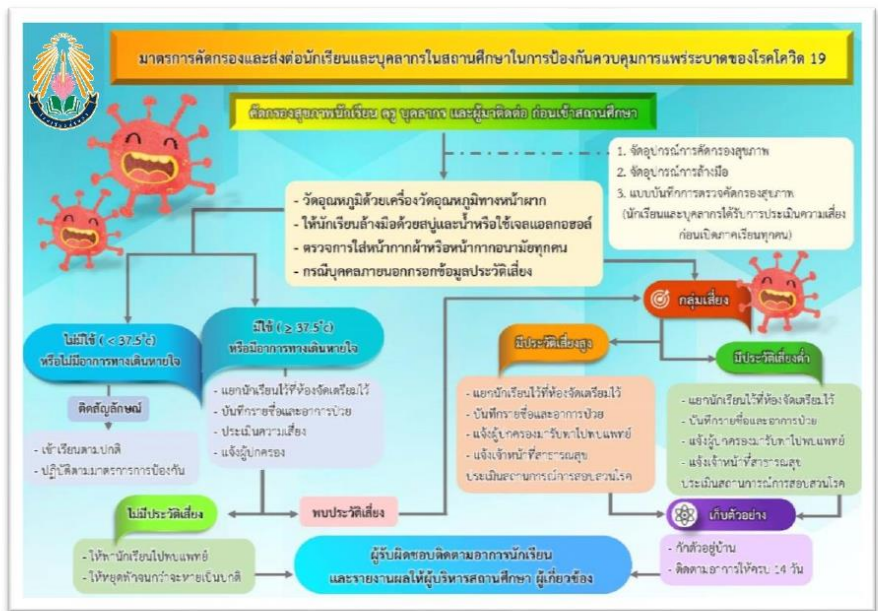 มาตรการคัดกรองและส่งต่อนักเรียนและบุคลากรในสถานศึกษาในการป้องกันควบคุมการแพร่ระบาดของโรคโควิด 19
คัดกรองสุขภาพนักเรียน ครู บุคลากร และผู้มาติดต่อ ก่อนเข้าสถานศึกษา
1. จัดอุปกรณ์การคัดกรองสุขภาพ
2. จัดอุปกรณ์การล้างมือ
3. แบบบันทึกการตรวจคัดกรองสุขภาพ
(นักเรียนและบุคลากรได้รับการประเมินความเสี่ยง
ก่อนเปิดภาคเรียนทุกคน)
- วัดอุณหภูมิด้วยเครื่องวัดอุณหภูมิทางหน้าผาก
- ให้นักเรียนล้างมือด้วยสบู่และน้ำหรือใช้เจลแอลกอฮอล์
- ตรวจการใส่หน้ากากผ้าหรือหน้ากากอนามัยทุกคน
- กรณีบุคคลภายนอกกรอกข้อมูลประวัติเสี่ยง
กลุ่มเสี่ยง
ไม่มีไข้ ( < 37.5°c)
หรือไม่มีอาการทางเดินหายใจ
มีไข้ ( ≥ 37.5°c)
หรือมีอาการทางเดินหายใจ
มีประวัติเสี่ยงสูง
มีประวัติเสี่ยงต่ำ
ติดสัญลักษณ์
- เข้าเรียนตามปกติ
- ปฏิบัติตามมาตรการการป้องกัน
- แยกนักเรียนไว้ที่ห้องจัดเตรียมไว้
- บันทึกรายชื่อและอาการป่วย
- ประเมินความเสี่ยง
- แจ้งผู้ปกครอง
- แยกนักเรียนไว้ที่ห้องจัดเตรียมไว้
- บันทึกรายชื่อและอาการป่วย
- แจ้งผู้ปกครองมารับพาไปพบแพทย์
- แจ้งเจ้าหน้าที่สาธารณสุข
ประเมินสถานการณ์การสอบสวนโรค
- แยกนักเรียนไว้ที่ห้องจัดเตรียมไว้
- บันทึกรายชื่อและอาการป่วย
- แจ้งผู้ปกครองมารับพาไปพบแพทย์
- แจ้งเจ้าหน้าที่สาธารณสุข
ประเมินสถานการณ์การสอบสวนโรค
ไม่มีประวัติเสี่ยง
พบประวัติเสี่ยง
เก็บตัวอย่าง
- ให้พานักเรียนไปพบแพทย์
- ให้หยุดพักจนกว่าจะหายเป็นปกติ
ผู้รับผิดชอบติดตามอาการนักเรียน
และรายงานผลให้ผู้บริหารสถานศึกษา ผู้เกี่ยวข้อง
- กักตัวอยู่บ้าน
- ติดตามอาการให้ครบ 14 วัน